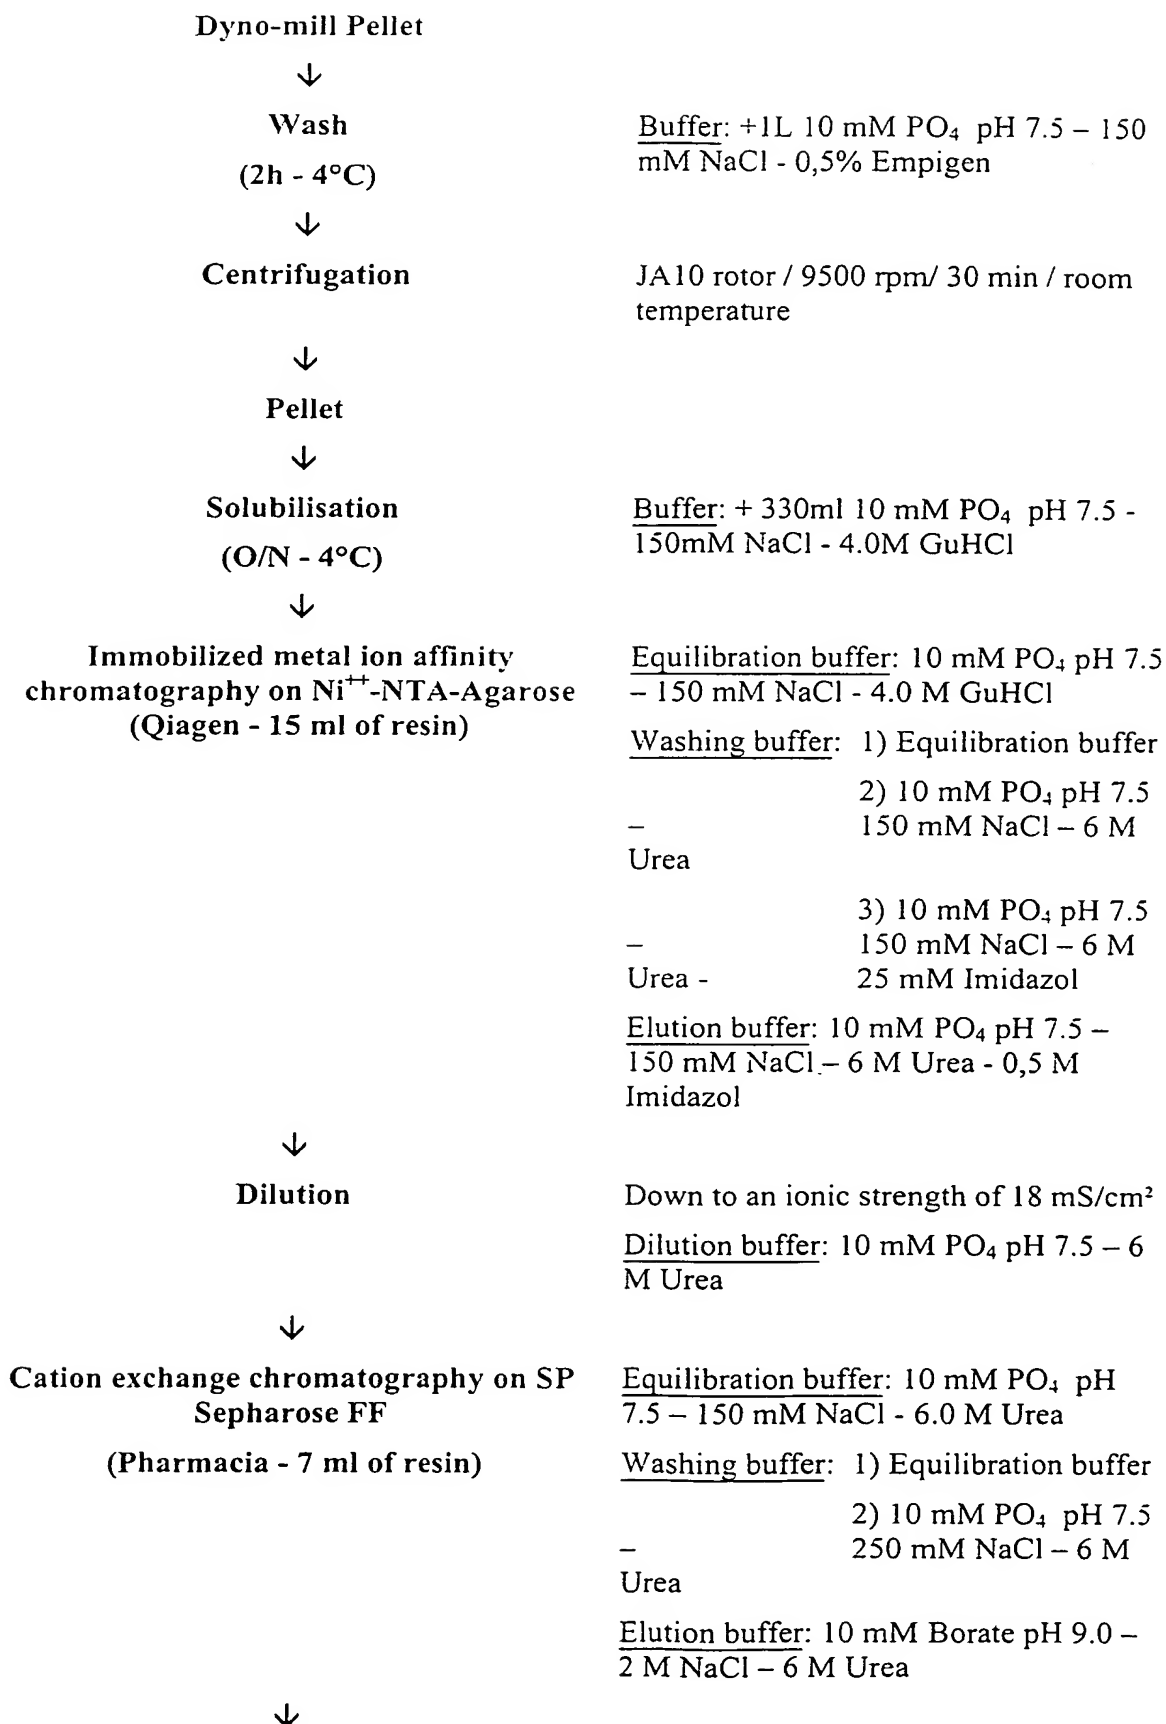 Dyno-mill Pellet
↓
Wash
(2h - 4°C)
Buffer: +1L 10 mM PO₄ pH 7.5 – 150
mM NaCl - 0,5% Empigen
↓
Centrifugation
JA10 rotor / 9500 rpm/ 30 min / room
temperature
↓
Pellet
↓
Solubilisation
(O/N - 4°C)
Buffer: + 330ml 10 mM PO₄ pH 7.5 -
150mM NaCl - 4.0M GuHCl
↓
Immobilized metal ion affinity
chromatography on Ni⁺⁺-NTA-Agarose
(Qiagen - 15 ml of resin)
Equilibration buffer: 10 mM PO₄ pH 7.5
– 150 mM NaCl - 4.0 M GuHCl
Washing buffer: 1) Equilibration buffer
2) 10 mM PO₄ pH 7.5
– 150 mM NaCl – 6 M
Urea
3) 10 mM PO₄ pH 7.5
– 150 mM NaCl – 6 M
Urea - 25 mM Imidazol
Elution buffer: 10 mM PO₄ pH 7.5 –
150 mM NaCl – 6 M Urea - 0,5 M
Imidazol
↓
Dilution
Down to an ionic strength of 18 mS/cm²
Dilution buffer: 10 mM PO₄ pH 7.5 – 6
M Urea
↓
Cation exchange chromatography on SP
Sepharose FF
(Pharmacia - 7 ml of resin)
Equilibration buffer: 10 mM PO₄ pH
7.5 – 150 mM NaCl - 6.0 M Urea
Washing buffer: 1) Equilibration buffer
2) 10 mM PO₄ pH 7.5
– 250 mM NaCl – 6 M
Urea
Elution buffer: 10 mM Borate pH 9.0 –
2 M NaCl – 6 M Urea
↓